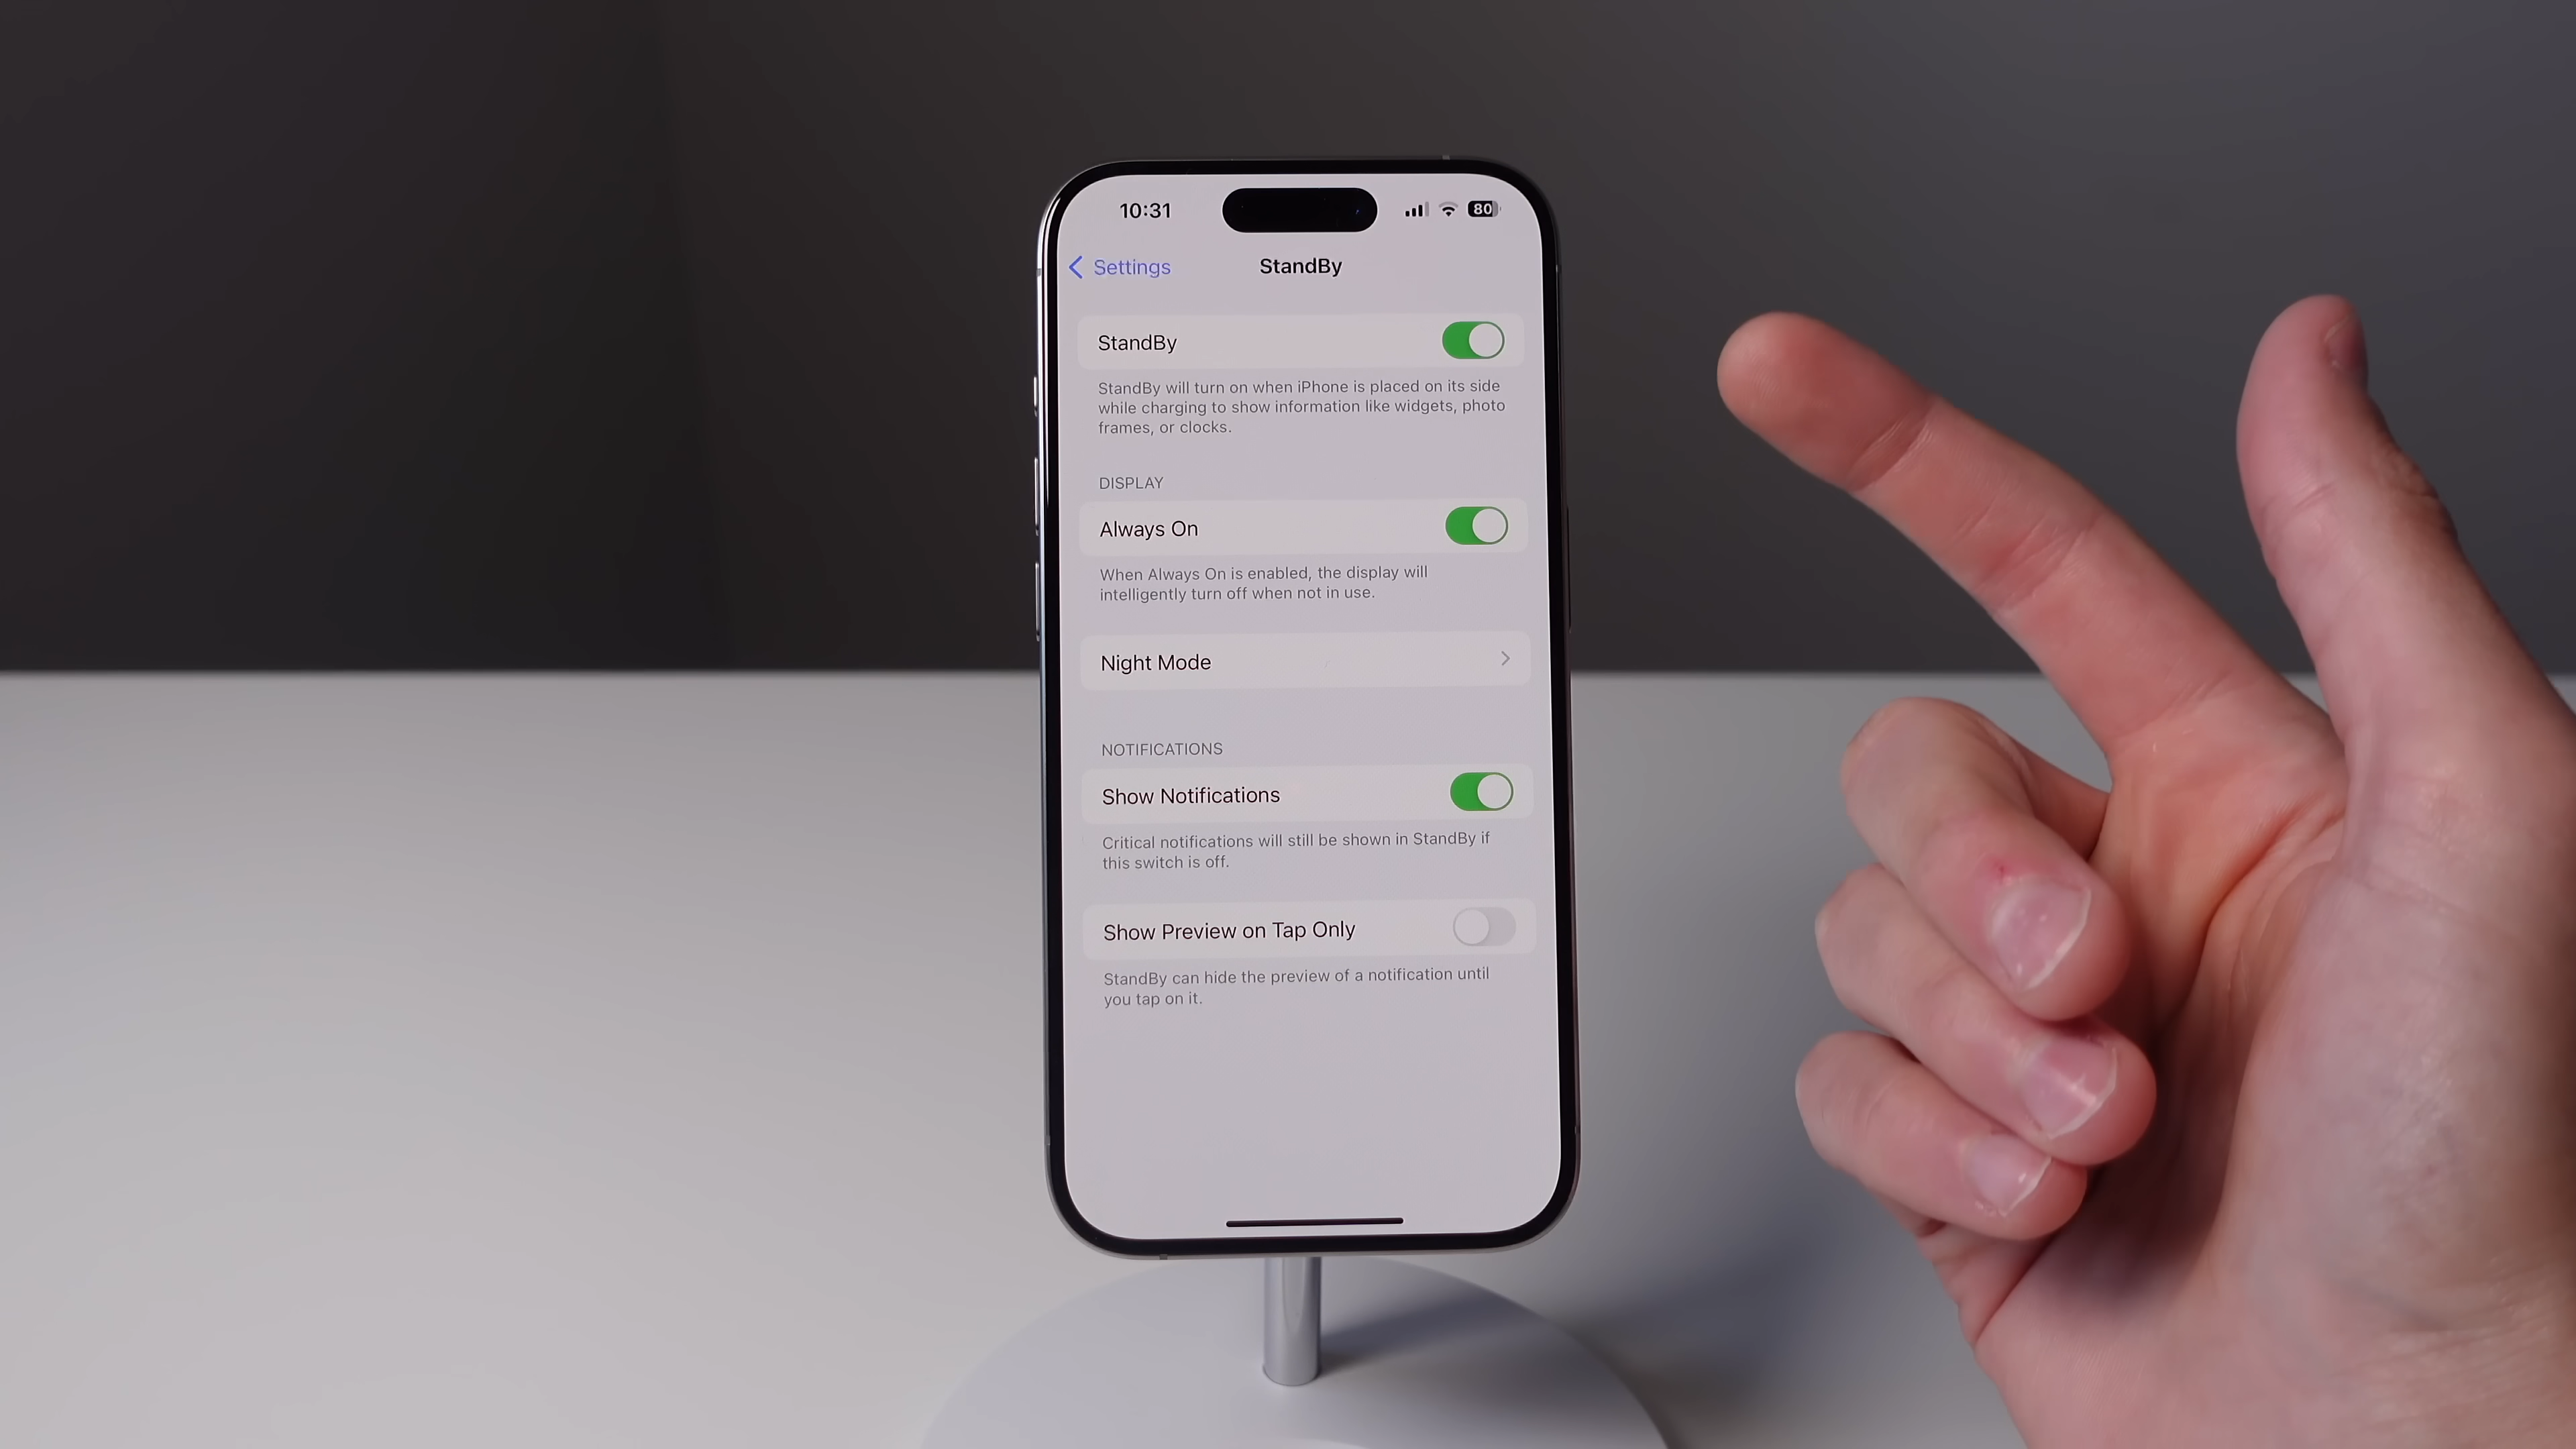 10:31
80
Settings
StandBy
StandBy
StandBy will turn on when iPhone is placed on its side
while charging to show information like widgets, photo
frames, or clocks.
DISPLAY
Always On
When Always On is enabled, the display will
intelligently turn off when not in use.
Night Mode
NOTIFICATIONS
Show Notifications
Critical notifications will still be shown in StandBy if
this switch is off.
Show Preview on Tap Only
StandBy can hide the preview of a notification until
you tap on it.